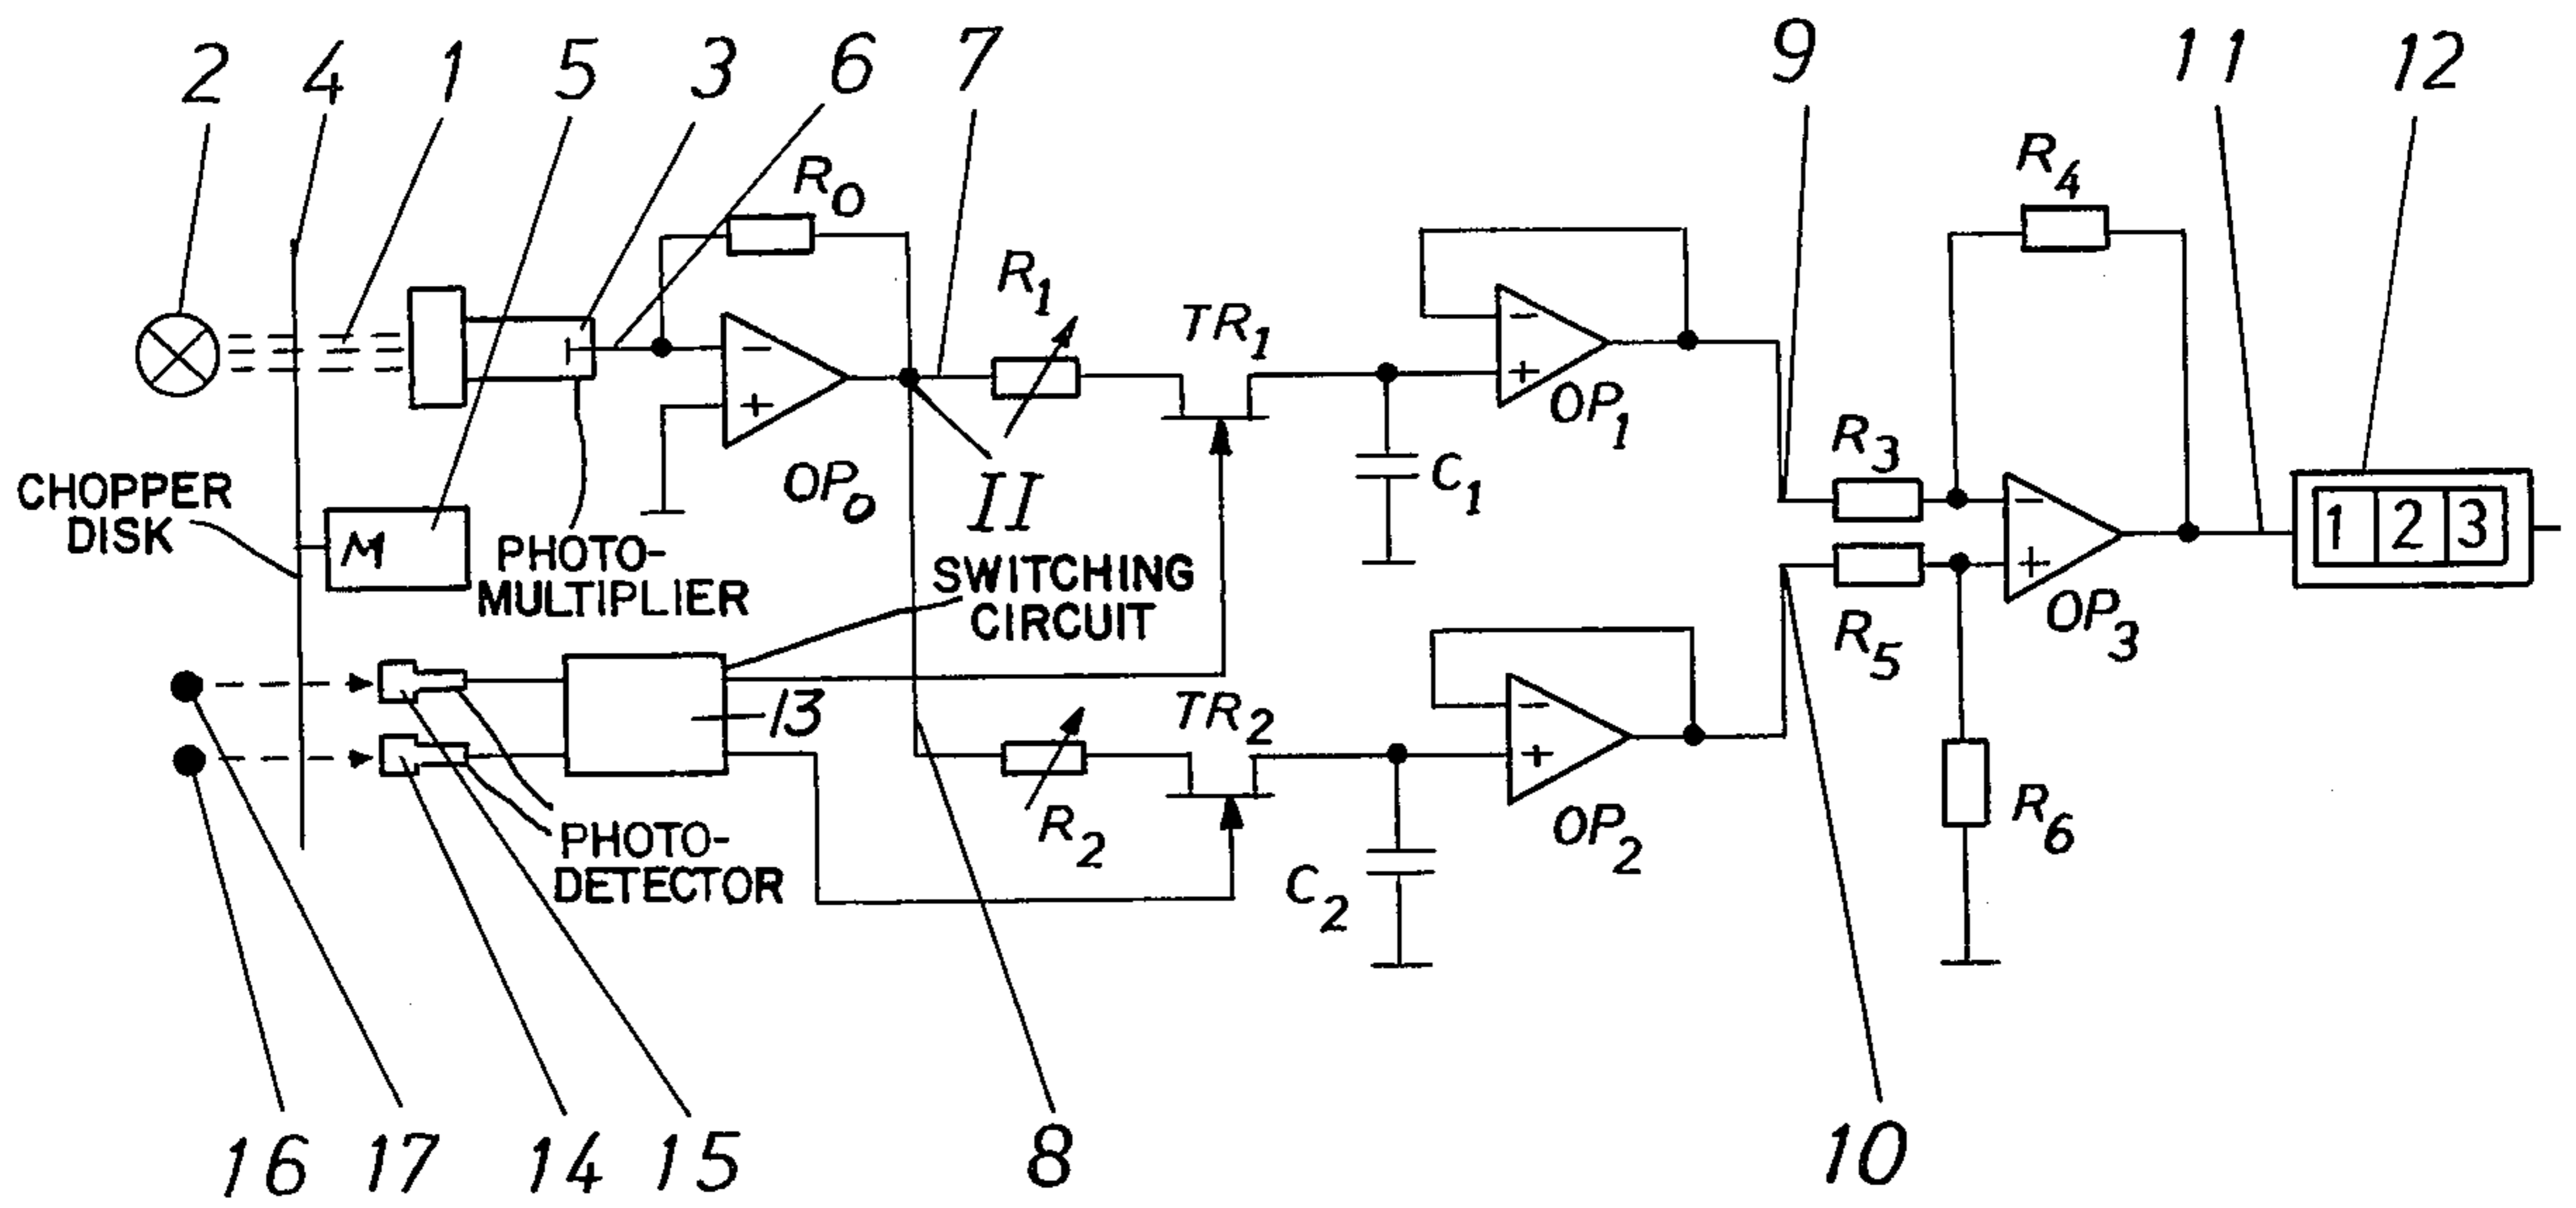 2 4 1 5 3 6 7 9 11 12
R0
R1
TR1
R4
- +
OP0
II
- +
OP1
C1
R3
- +
OP3
1 2 3
CHOPPER
DISK
M
PHOTO-
MULTIPLIER
SWITCHING
CIRCUIT
R5
13
TR2
R2
- +
OP2
C2
R6
PHOTO-
DETECTOR
16 17 14 15 8 10